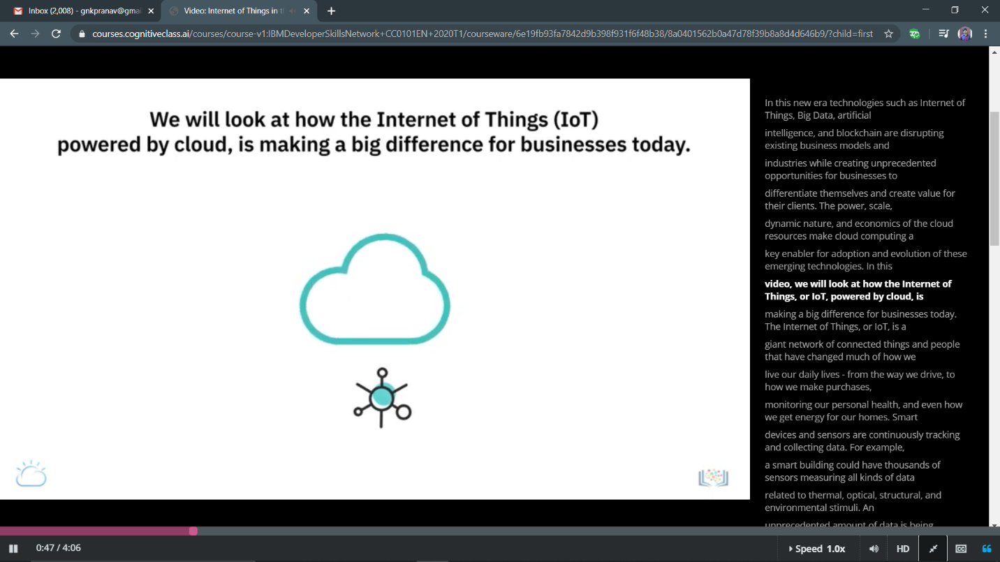 Inbox (2,008) - gnkpranav@gmai
Video: Internet of Things in t
courses.cognitiveclass.ai/courses/course-v1:IBMDeveloperSkillsNetwork+CC0101EN+2020T1/courseware/6e19fb93fa7842d9b398f931f6f48b38/8a0401562b0a47d78f39b8a8d4d646b9/?child=first
We will look at how the Internet of Things (IoT)
powered by cloud, is making a big difference for businesses today.
In this new era technologies such as Internet of
Things, Big Data, artificial
intelligence, and blockchain are disrupting
existing business models and
industries while creating unprecedented
opportunities for businesses to
differentiate themselves and create value for
their clients. The power, scale,
dynamic nature, and economics of the cloud
resources make cloud computing a
key enabler for adoption and evolution of these
emerging technologies. In this
video, we will look at how the Internet of
Things, or IoT, powered by cloud, is
making a big difference for businesses today.
The Internet of Things, or IoT, is a
giant network of connected things and people
that have changed much of how we
live our daily lives - from the way we drive, to
how we make purchases,
monitoring our personal health, and even how
we get energy for our homes. Smart
devices and sensors are continuously tracking
and collecting data. For example,
a smart building could have thousands of
sensors measuring all kinds of data
related to thermal, optical, structural, and
environmental stimuli. An
unprecedented amount of data is being
0:47 / 4:06
Speed 1.0x
HD
CC